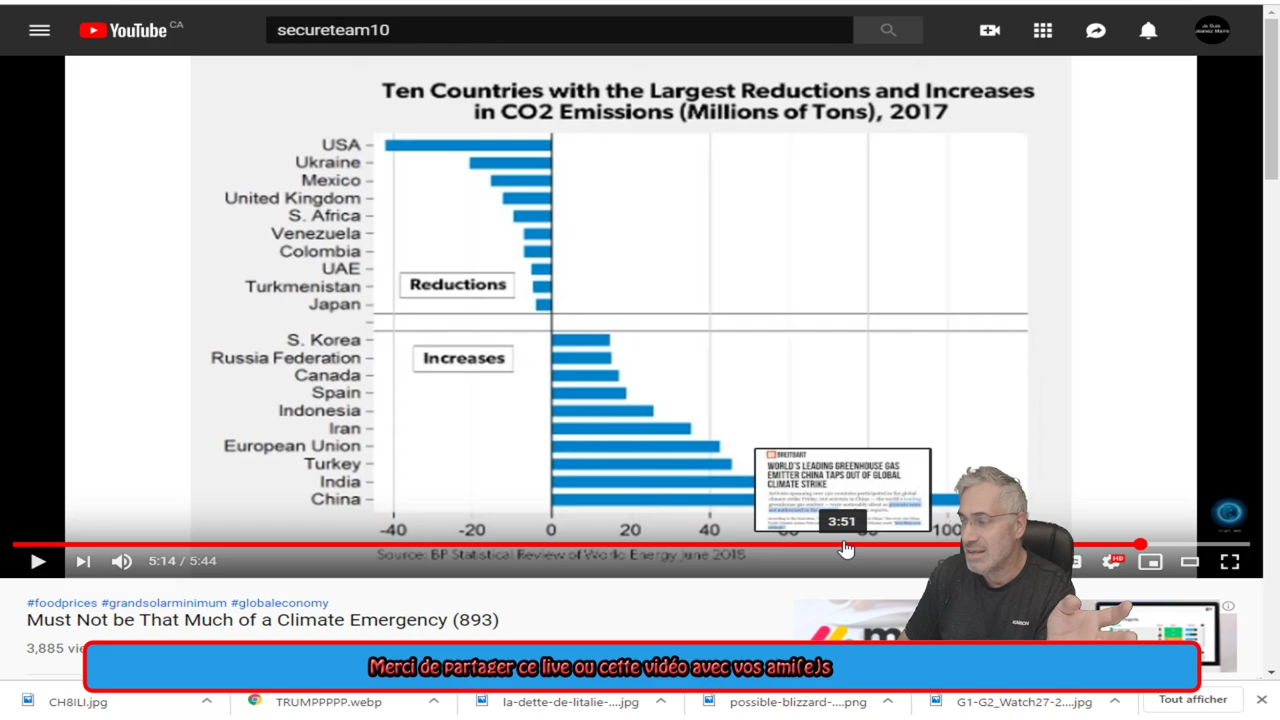 YouTube CA
secureteam10
Je Suis
Ten Countries with the Largest Reductions and Increases
in CO2 Emissions (Millions of Tons), 2017
USA
Ukraine
Mexico
United Kingdom
S. Africa
Venezuela
Colombia
UAE
Turkmenistan
Japan
Reductions
S. Korea
Russia Federation
Canada
Spain
Indonesia
Iran
European Union
Turkey
India
China
Increases
-40 -20 0 20 40 100
Source: BP Statistical Review of World Energy June 2018
BREITBART
WORLD'S LEADING GREENHOUSE GAS
EMITTER CHINA TAPS OUT OF GLOBAL
CLIMATE STRIKE
3:51
5:14 / 5:44
HD
#foodprices #grandsolarminimum #globaleconomy
Must Not be That Much of a Climate Emergency (893)
3,885
Merci de partager ce live ou cette vidéo avec vos ami(e)s
CH8ILI.jpg
TRUMPPPPP.webp
la-dette-de-litalie-....jpg
possible-blizzard-....png
G1-G2_Watch27-2....jpg
Tout afficher